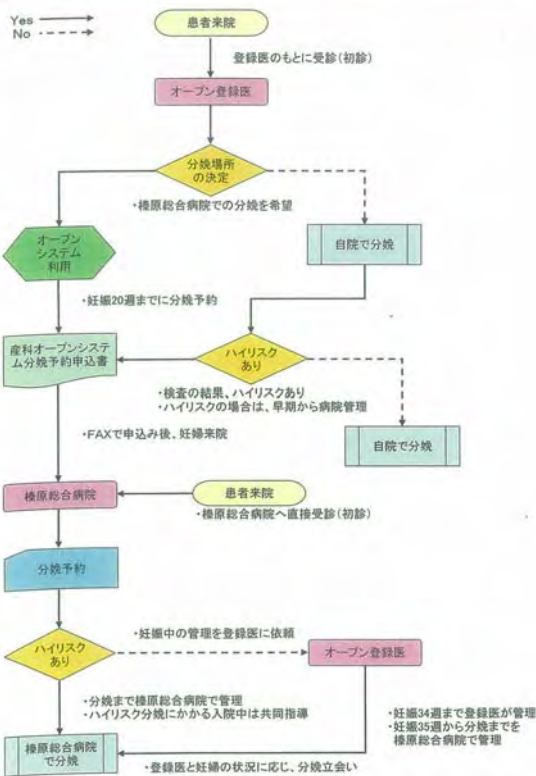 Yes
No
患者来院
登録医のもとに受診(初診)
オープン登録医
分娩場所
の決定
・榛原総合病院での分娩を希望
オープン
システム
利用
自院で分娩
・妊娠20週までに分娩予約
産科オープンシステ
ム分娩予約申込書
ハイリスク
あり
・検査の結果、ハイリスクあり
・ハイリスクの場合は、早期から病院管理
自院で分娩
・FAXで申込み後、妊婦来院
榛原総合病院
患者来院
・榛原総合病院へ直接受診(初診)
分娩予約
・妊娠中の管理を登録医に依頼
ハイリスク
あり
オープン登録医
・分娩まで榛原総合病院で管理
・ハイリスク分娩にかかる入院中は共同指導
・妊娠34週まで登録医が管理
・妊娠35週から分娩までを
榛原総合病院で管理
榛原総合病院
で分娩
・登録医と妊婦の状況に応じ、分娩立会い